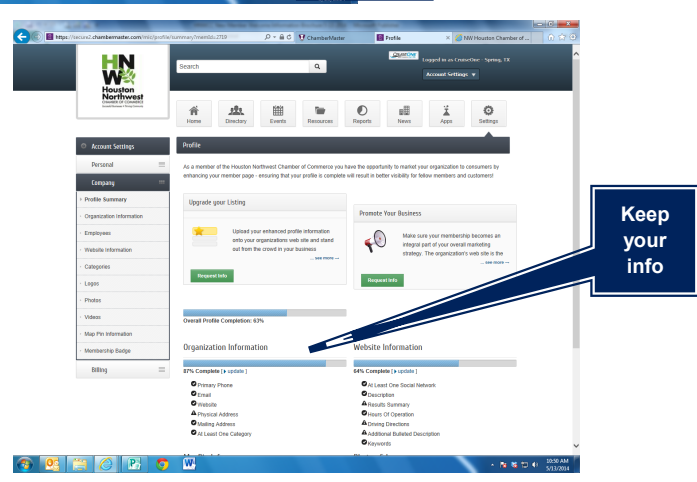 https://secure2.chambermaster.com/mic/profile/summary?memId=2719
ChamberMaster
Profile
NW Houston Chamber of ...
HNW
Houston
Northwest
CHAMBER OF COMMERCE
Search
CruiseOne
Logged in as CruiseOne - Spring, TX
Account Settings
Home
Directory
Events
Resources
Reports
News
Apps
Settings
Account Settings
Personal
Company
Profile Summary
Organization Information
Employees
Website Information
Categories
Logos
Photos
Videos
Map Pin Information
Membership Badge
Billing
Profile
As a member of the Houston Northwest Chamber of Commerce you have the opportunity to market your organization to consumers by
enhancing your member page - ensuring that your profile is complete will result in better visibility for fellow members and customers!
Upgrade your Listing
Upload your enhanced profile information
onto your organizations web site and stand
out from the crowd in your business
... see more
Request Info
Promote Your Business
Make sure your membership becomes an
integral part of your overall marketing
strategy. The organization's web site is the
... see more
Request Info
Overall Profile Completion: 63%
Organization Information
87% Complete [ update ]
Primary Phone
Email
Website
Physical Address
Mailing Address
At Least One Category
Website Information
64% Complete [ update ]
At Least One Social Network
Description
Results Summary
Hours Of Operation
Driving Directions
Additional Bulleted Description
Keywords
Keep
your
info
10:50 AM
5/13/2014